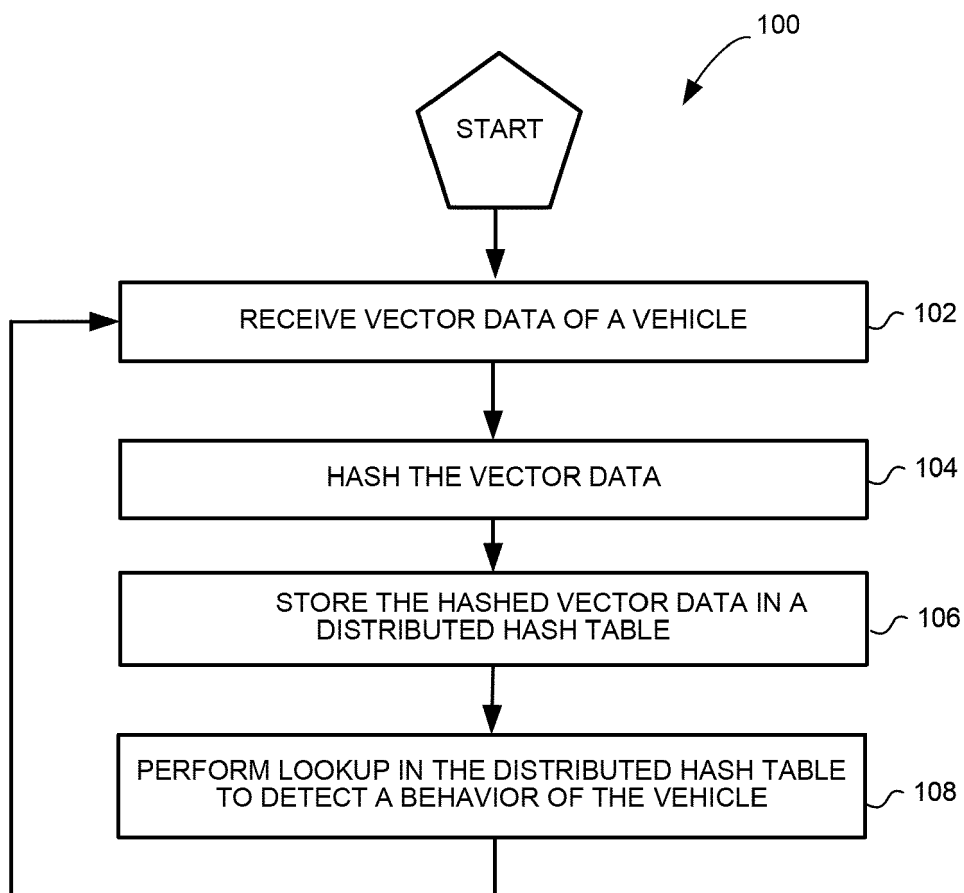 100
START
RECEIVE VECTOR DATA OF A VEHICLE
102
HASH THE VECTOR DATA
104
STORE THE HASHED VECTOR DATA IN A
DISTRIBUTED HASH TABLE
106
PERFORM LOOKUP IN THE DISTRIBUTED HASH TABLE
TO DETECT A BEHAVIOR OF THE VEHICLE
108